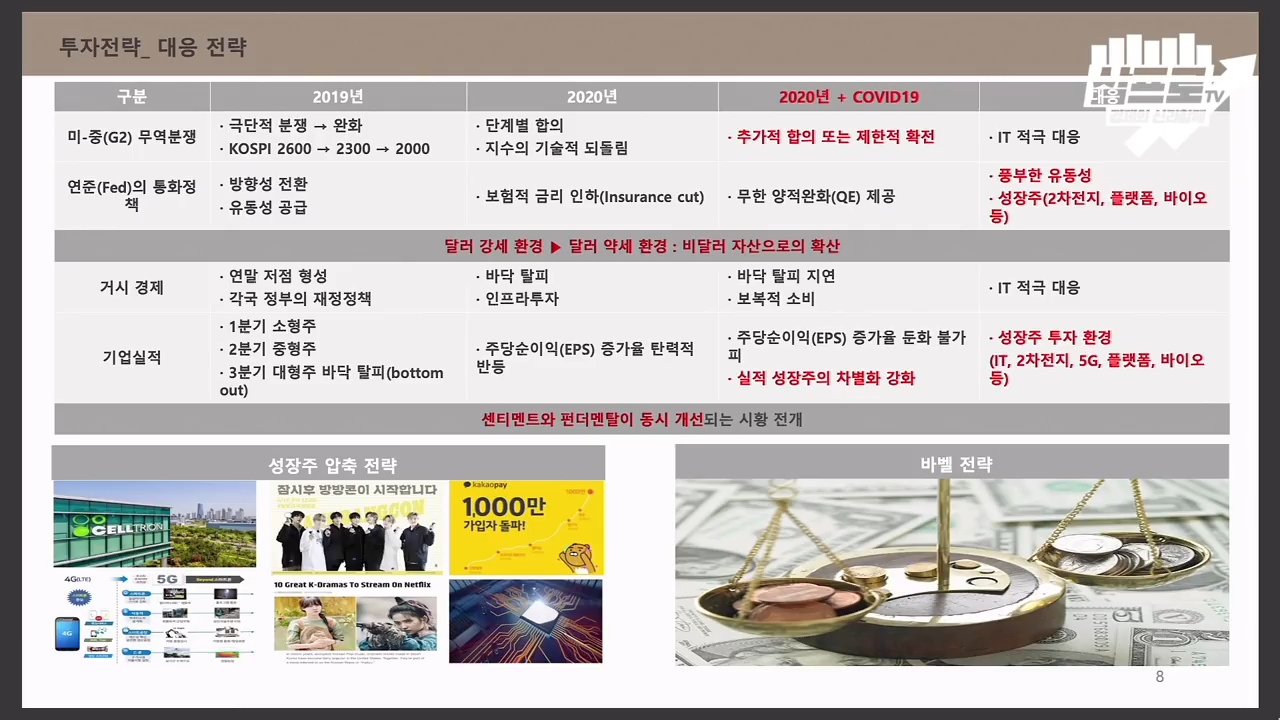 투자전략_ 대응 전략
대응
TV
구분
2019년
2020년
2020년 + COVID19
미-중(G2) 무역분쟁
· 극단적 분쟁 → 완화
· KOSPI 2600 → 2300 → 2000
· 단계별 합의
· 지수의 기술적 되돌림
· 추가적 합의 또는 제한적 확전
· IT 적극 대응
연준(Fed)의 통화정
책
· 방향성 전환
· 유동성 공급
· 보험적 금리 인하(Insurance cut)
· 무한 양적완화(QE) 제공
· 풍부한 유동성
· 성장주(2차전지, 플랫폼, 바이오
등)
달러 강세 환경 ▶ 달러 약세 환경 : 비달러 자산으로의 확산
거시 경제
· 연말 저점 형성
· 각국 정부의 재정정책
· 바닥 탈피
· 인프라투자
· 바닥 탈피 지연
· 보복적 소비
· IT 적극 대응
기업실적
· 1분기 소형주
· 2분기 중형주
· 3분기 대형주 바닥 탈피(bottom
out)
· 주당순이익(EPS) 증가율 탄력적
반등
· 주당순이익(EPS) 증가율 둔화 불가
피
· 실적 성장주의 차별화 강화
· 성장주 투자 환경
(IT, 2차전지, 5G, 플랫폼, 바이오
등)
센티멘트와 펀더멘탈이 동시 개선되는 시황 전개
성장주 압축 전략
바벨 전략
CELLTRION
잠시후 방방콘이 시작합니다
kakaopay
1,000만
가입자 돌파!
4G(LTE)
5G
4G
10 Great K-Dramas To Stream On Netflix
8